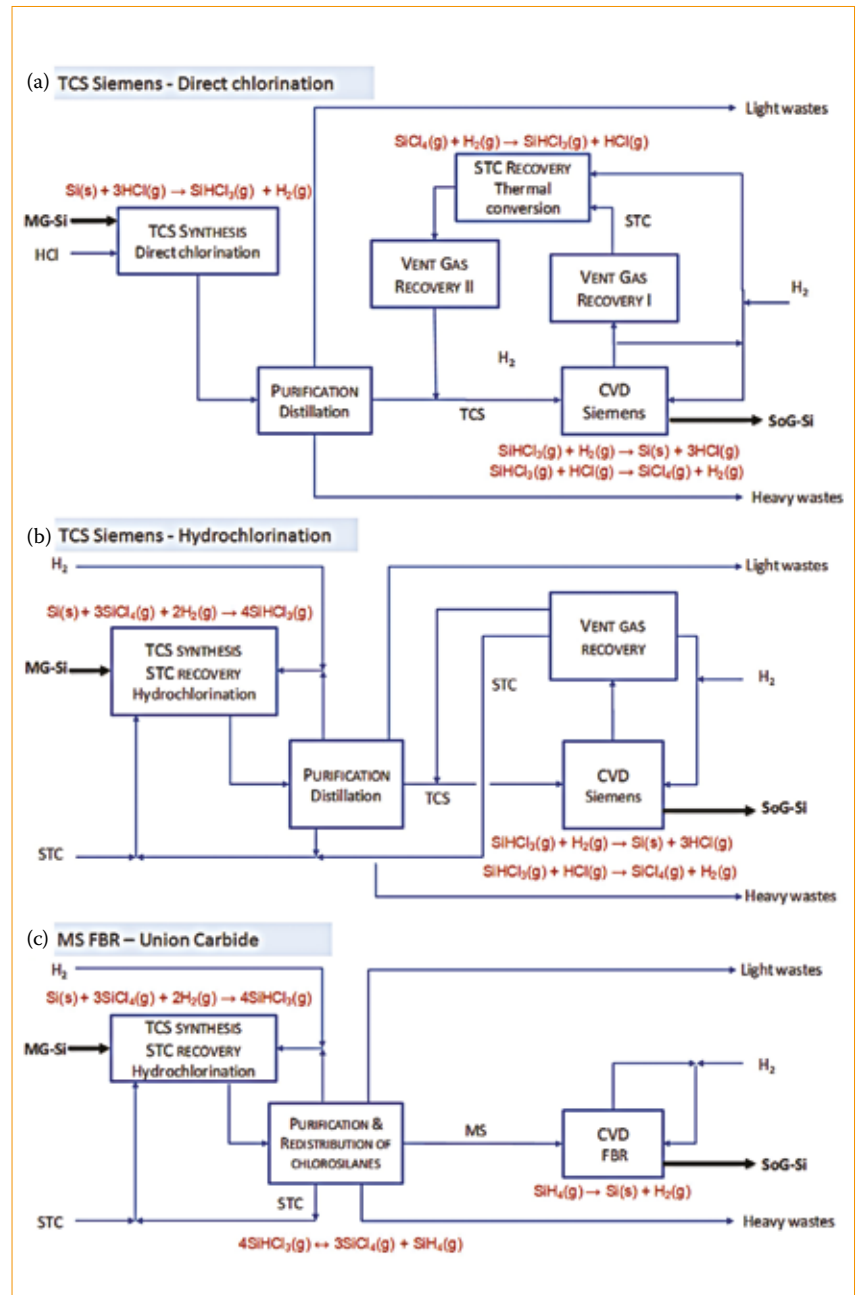 (a) TCS Siemens - Direct chlorination
Light wastes
SiCl₄(g) + H₂(g) → SiHCl₃(g) + HCl(g)
STC RECOVERY
Thermal
conversion
Si(s) + 3HCl(g) → SiHCl₃(g) + H₂(g)
MG-Si
HCl
TCS SYNTHESIS
Direct chlorination
STC
VENT GAS
RECOVERY II
VENT GAS
RECOVERY I
H₂
H₂
PURIFICATION
Distillation
TCS
CVD
Siemens
SoG-Si
SiHCl₃(g) + H₂(g) → Si(s) + 3HCl(g)
SiHCl₃(g) + HCl(g) → SiCl₄(g) + H₂(g)
Heavy wastes
(b) TCS Siemens - Hydrochlorination
H₂
Light wastes
Si(s) + 3SiCl₄(g) + 2H₂(g) → 4SiHCl₃(g)
TCS SYNTHESIS
STC RECOVERY
Hydrochlorination
MG-Si
VENT GAS
RECOVERY
STC
H₂
PURIFICATION
Distillation
TCS
CVD
Siemens
SoG-Si
SiHCl₃(g) + H₂(g) → Si(s) + 3HCl(g)
STC
SiHCl₃(g) + HCl(g) → SiCl₄(g) + H₂(g)
Heavy wastes
(c) MS FBR – Union Carbide
H₂
Light wastes
Si(s) + 3SiCl₄(g) + 2H₂(g) → 4SiHCl₃(g)
TCS SYNTHESIS
STC RECOVERY
Hydrochlorination
MG-Si
H₂
PURIFICATION &
REDISTRIBUTION OF
CHLOROSILANES
MS
CVD
FBR
SoG-Si
SiH₄(g) → Si(s) + H₂(g)
STC
STC
Heavy wastes
4SiHCl₃(g) ↔ 3SiCl₄(g) + SiH₄(g)